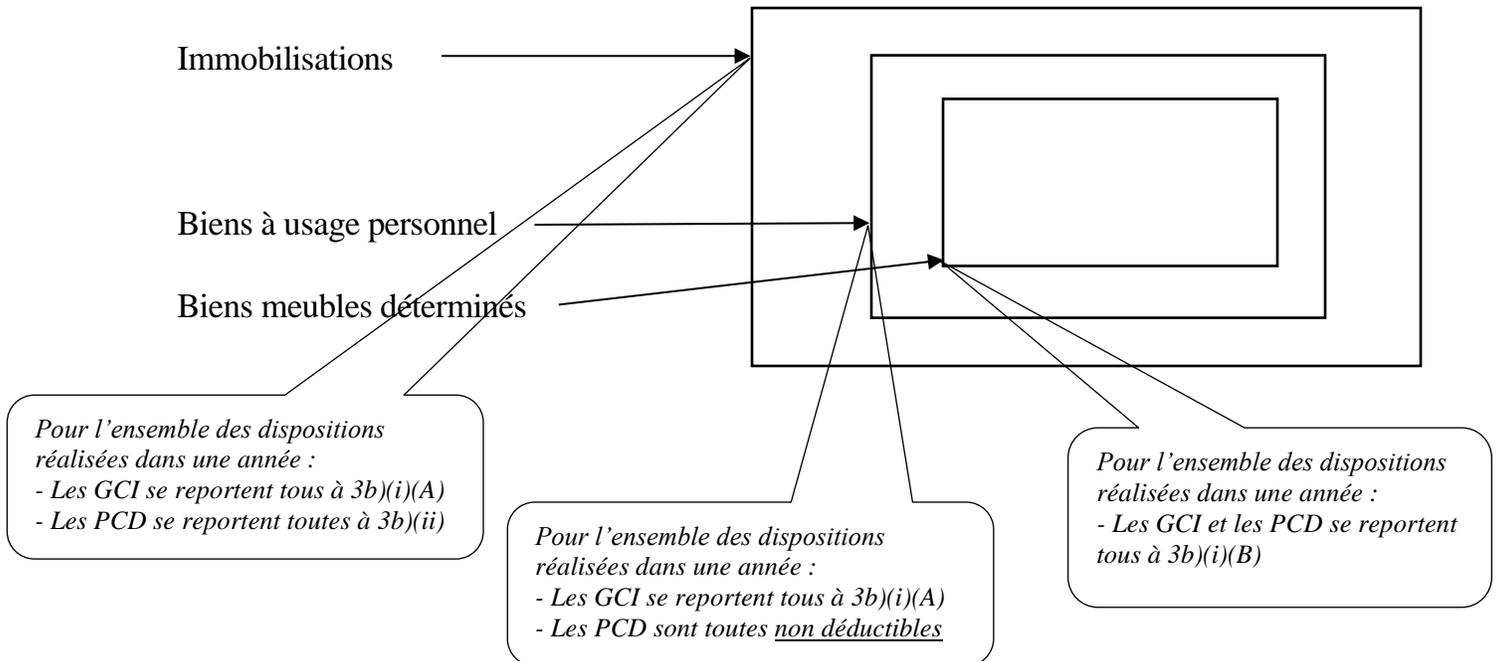 Immobilisations
Biens à usage personnel
Biens meubles déterminés
Pour l’ensemble des dispositions
réalisées dans une année :
- Les GCI se reportent tous à 3b)(i)(A)
- Les PCD se reportent toutes à 3b)(ii)
Pour l’ensemble des dispositions
réalisées dans une année :
- Les GCI se reportent tous à 3b)(i)(A)
- Les PCD sont toutes non déductibles
Pour l’ensemble des dispositions
réalisées dans une année :
- Les GCI et les PCD se reportent
tous à 3b)(i)(B)